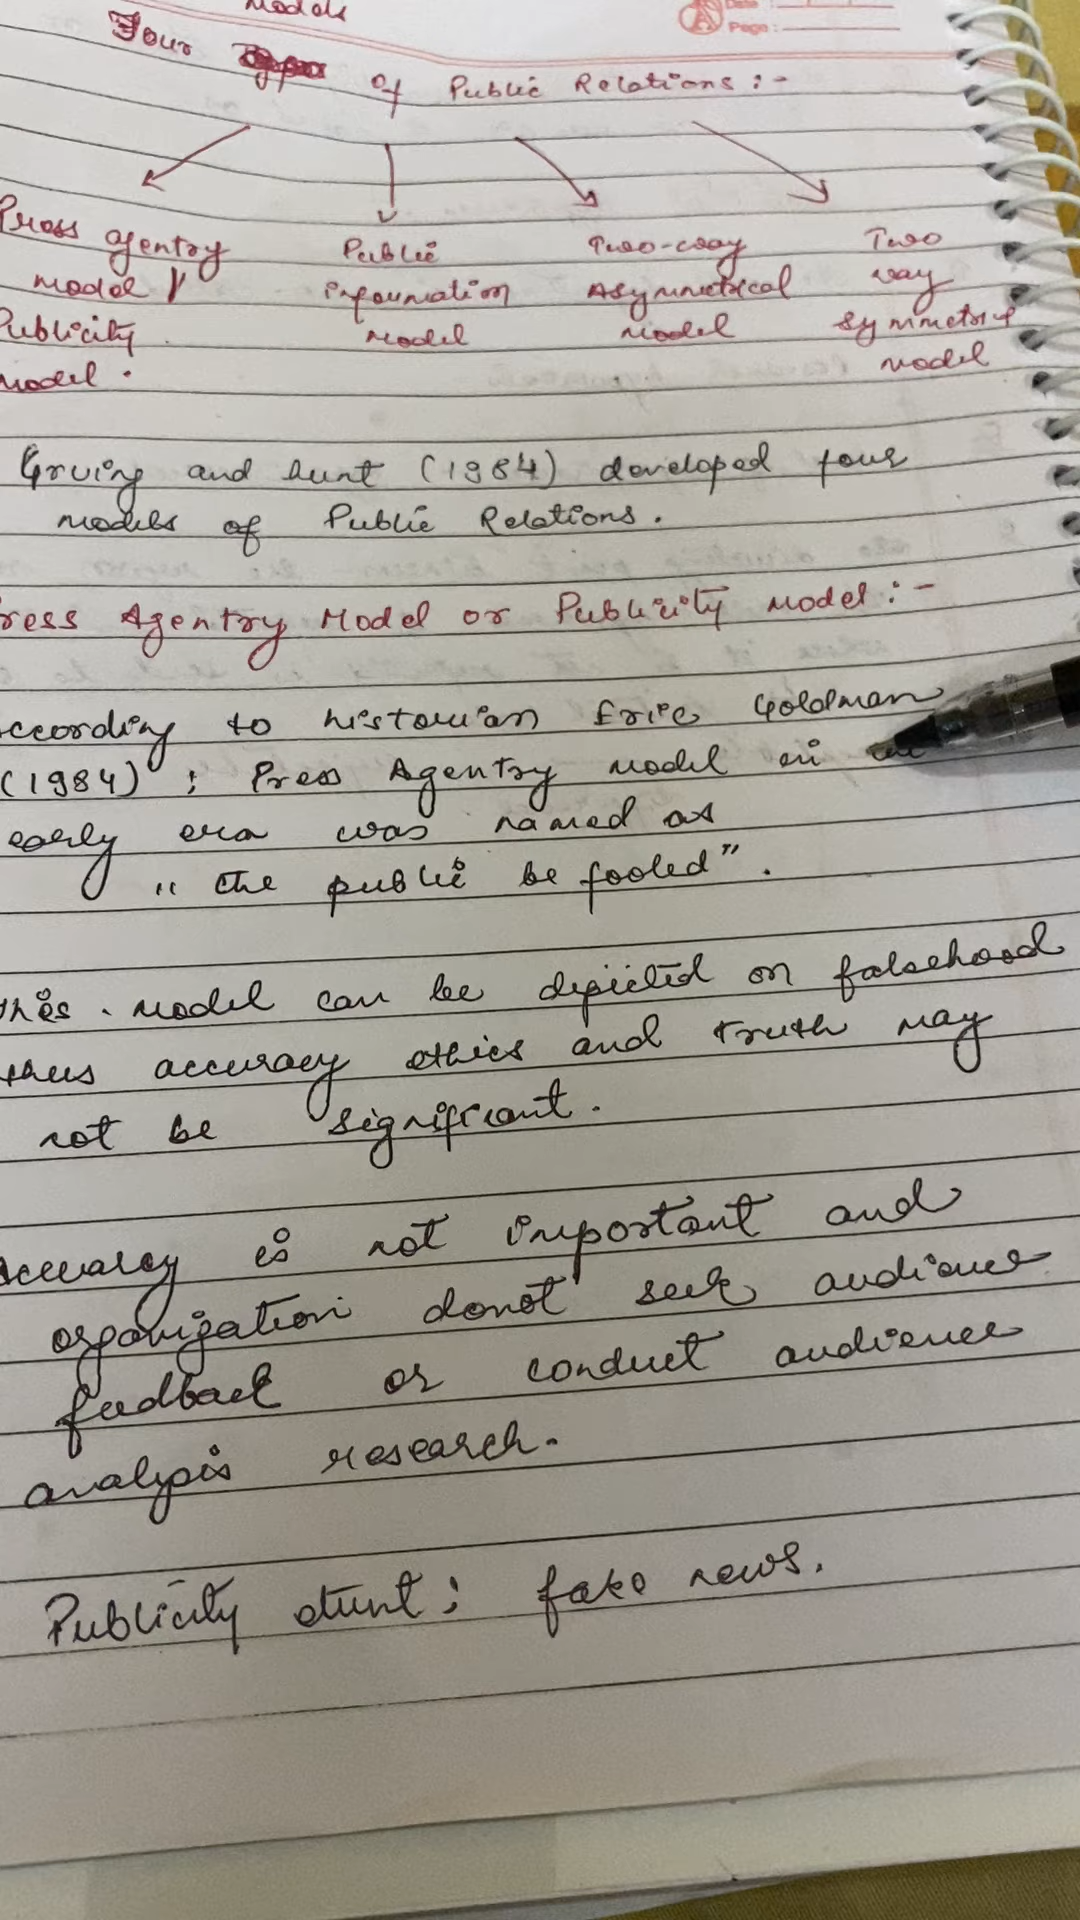 Models
Four of Public Relations :-
Press agentry Public Two-way Two
model / information Asymmetrical way
Publicity model model symmetrical
model. model
Gruing and hunt (1984) developed four
models of Public Relations.
ress Agentry Model or Publicity model :-
ccording to historian Eric Goldman
(1984) ; Press Agentry model in
early era was named as
"the public be fooled".
his model can be depicted on falsehood
thus accuracy ethics and truth may
not be significant.
ccuracy is not important and
organization donot seek audience
feedback or conduct audience
analysis research.
Publicity stunt ; fake news.
Date :
Page :